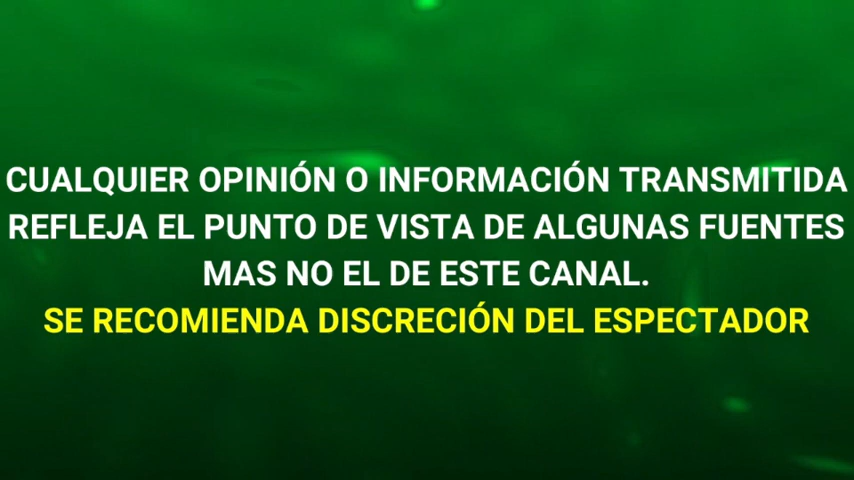 CUALQUIER OPINIÓN O INFORMACIÓN TRANSMITIDA
REFLEJA EL PUNTO DE VISTA DE ALGUNAS FUENTES
MAS NO EL DE ESTE CANAL.
SE RECOMIENDA DISCRECIÓN DEL ESPECTADOR